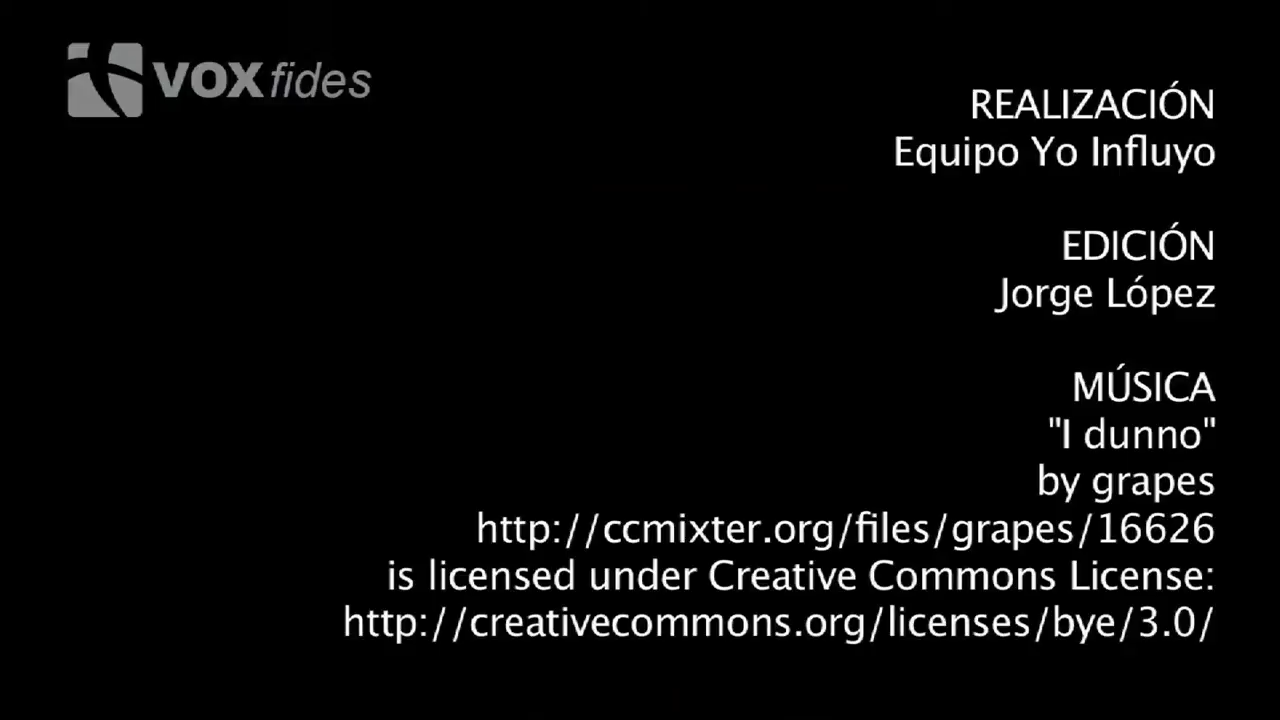 VOX fides
REALIZACIÓN
Equipo Yo Influyo
EDICIÓN
Jorge López
MÚSICA
"I dunno"
by grapes
http://ccmixter.org/files/grapes/16626
is licensed under Creative Commons License:
http://creativecommons.org/licenses/bye/3.0/